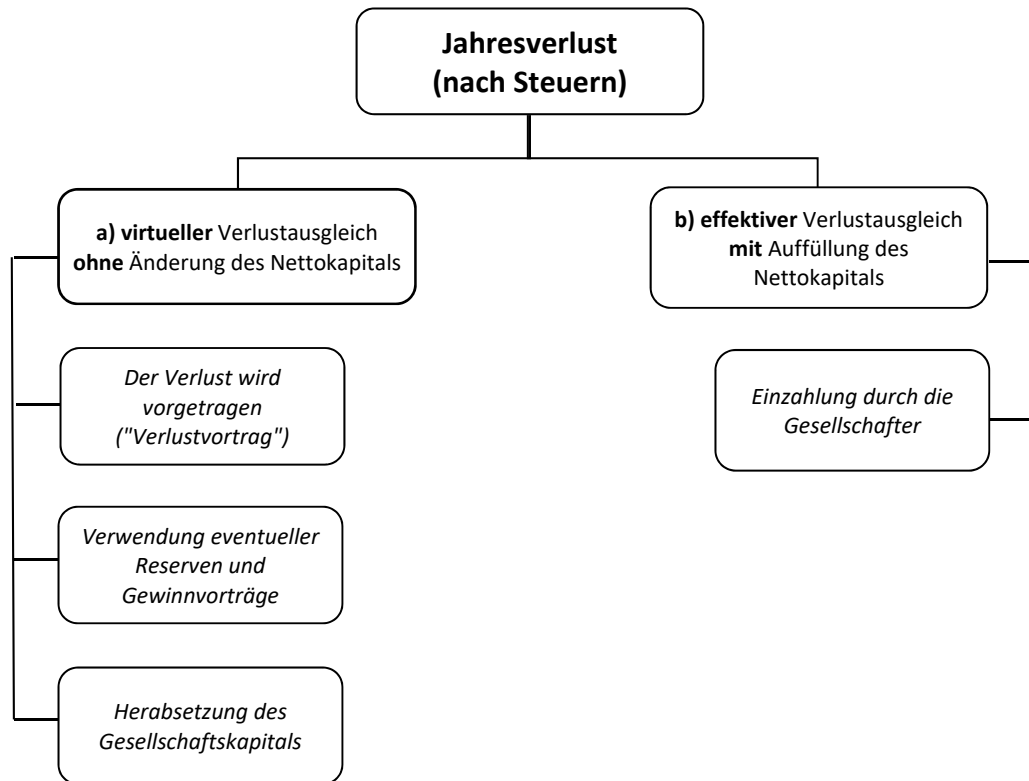 Jahresverlust
(nach Steuern)
a) virtueller Verlustausgleich
ohne Änderung des Nettokapitals
Der Verlust wird
vorgetragen
("Verlustvortrag")
Verwendung eventueller
Reserven und
Gewinnvorträge
Herabsetzung des
Gesellschaftskapitals
b) effektiver Verlustausgleich
mit Auffüllung des
Nettokapitals
Einzahlung durch die
Gesellschafter